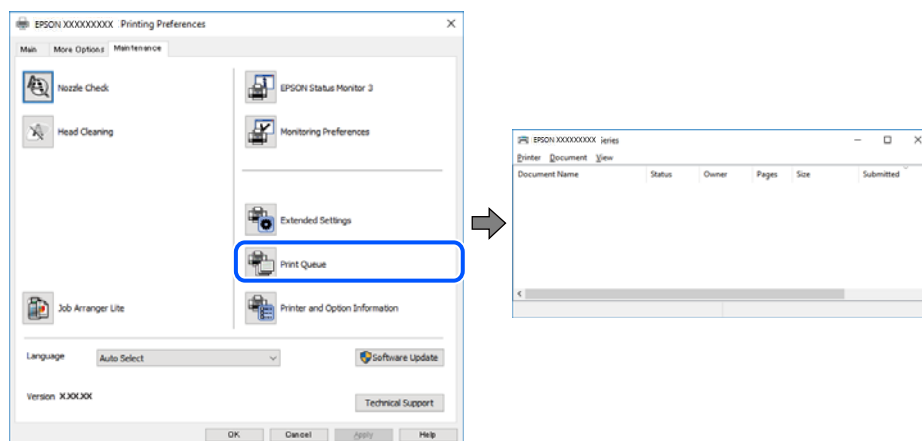 EPSON XXXXXXXXX Printing Preferences
Main More Options Maintenance
Nozzle Check
EPSON Status Monitor 3
Head Cleaning
Monitoring Preferences
Extended Settings
Print Queue
Job Arranger Lite
Printer and Option Information
Language Auto Select
Software Update
Version X.XX.XX
Technical Support
OK Cancel Apply Help
EPSON XXXXXXXXX ieries
Printer Document View
Document Name Status Owner Pages Size Submitted